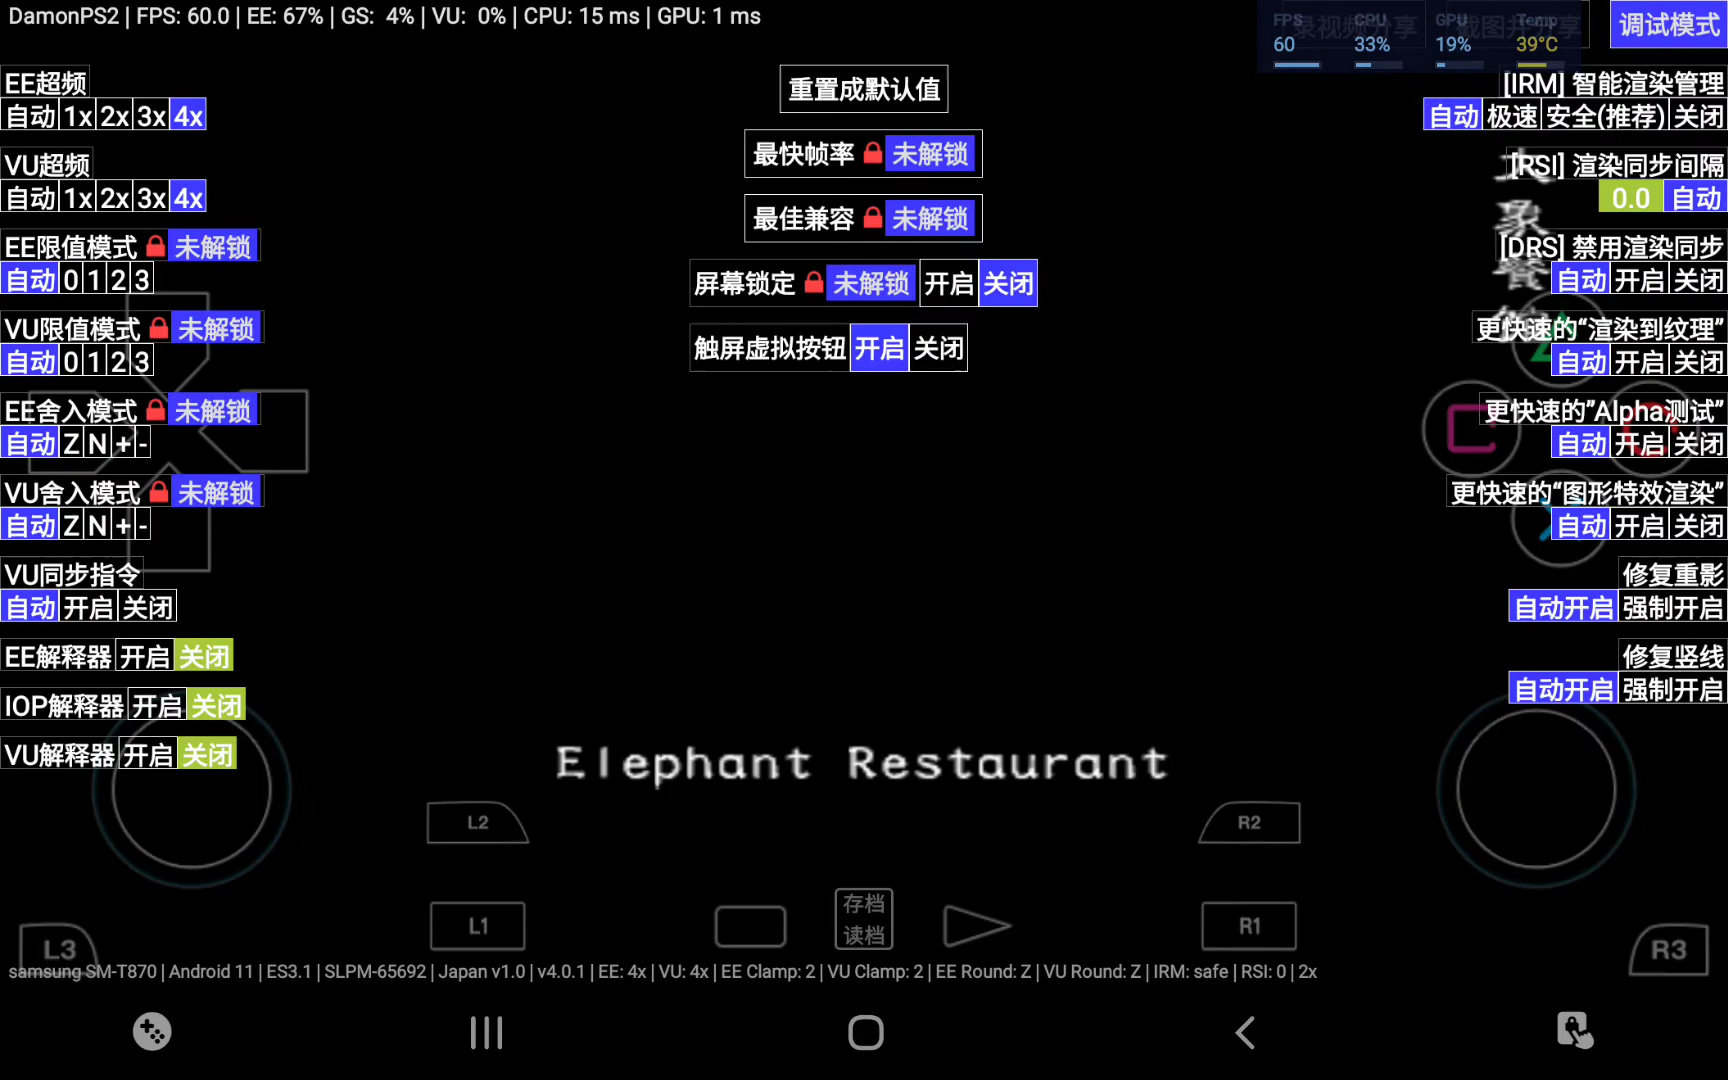 DamonPS2 | FPS: 60.0 | EE: 67% | GS: 4% | VU: 0% | CPU: 15 ms | GPU: 1 ms
FPS CPU GPU Temp
60 33% 19% 39°C
录视频分享 截图并分享 调试模式
EE超频
自动 1x 2x 3x 4x
VU超频
自动 1x 2x 3x 4x
EE限值模式 未解锁
自动 0 1 2 3
VU限值模式 未解锁
自动 0 1 2 3
EE舍入模式 未解锁
自动 Z N + -
VU舍入模式 未解锁
自动 Z N + -
VU同步指令
自动 开启 关闭
EE解释器 开启 关闭
IOP解释器 开启 关闭
VU解释器 开启 关闭
重置成默认值
最快帧率 未解锁
最佳兼容 未解锁
屏幕锁定 未解锁 开启 关闭
触屏虚拟按钮 开启 关闭
[IRM] 智能渲染管理
自动 极速 安全(推荐) 关闭
[RSI] 渲染同步间隔
0.0 自动
[DRS] 禁用渲染同步
自动 开启 关闭
更快速的“渲染到纹理”
自动 开启 关闭
更快速的”Alpha测试”
自动 开启 关闭
更快速的“图形特效渲染”
自动 开启 关闭
修复重影
自动开启 强制开启
修复竖线
自动开启 强制开启
Elephant Restaurant
L2 R2
L1 存档 R1
读档
L3 R3
samsung SM-T870 | Android 11 | ES3.1 | SLPM-65692 | Japan v1.0 | v4.0.1 | EE: 4x | VU: 4x | EE Clamp: 2 | VU Clamp: 2 | EE Round: Z | VU Round: Z | IRM: safe | RSI: 0 | 2x